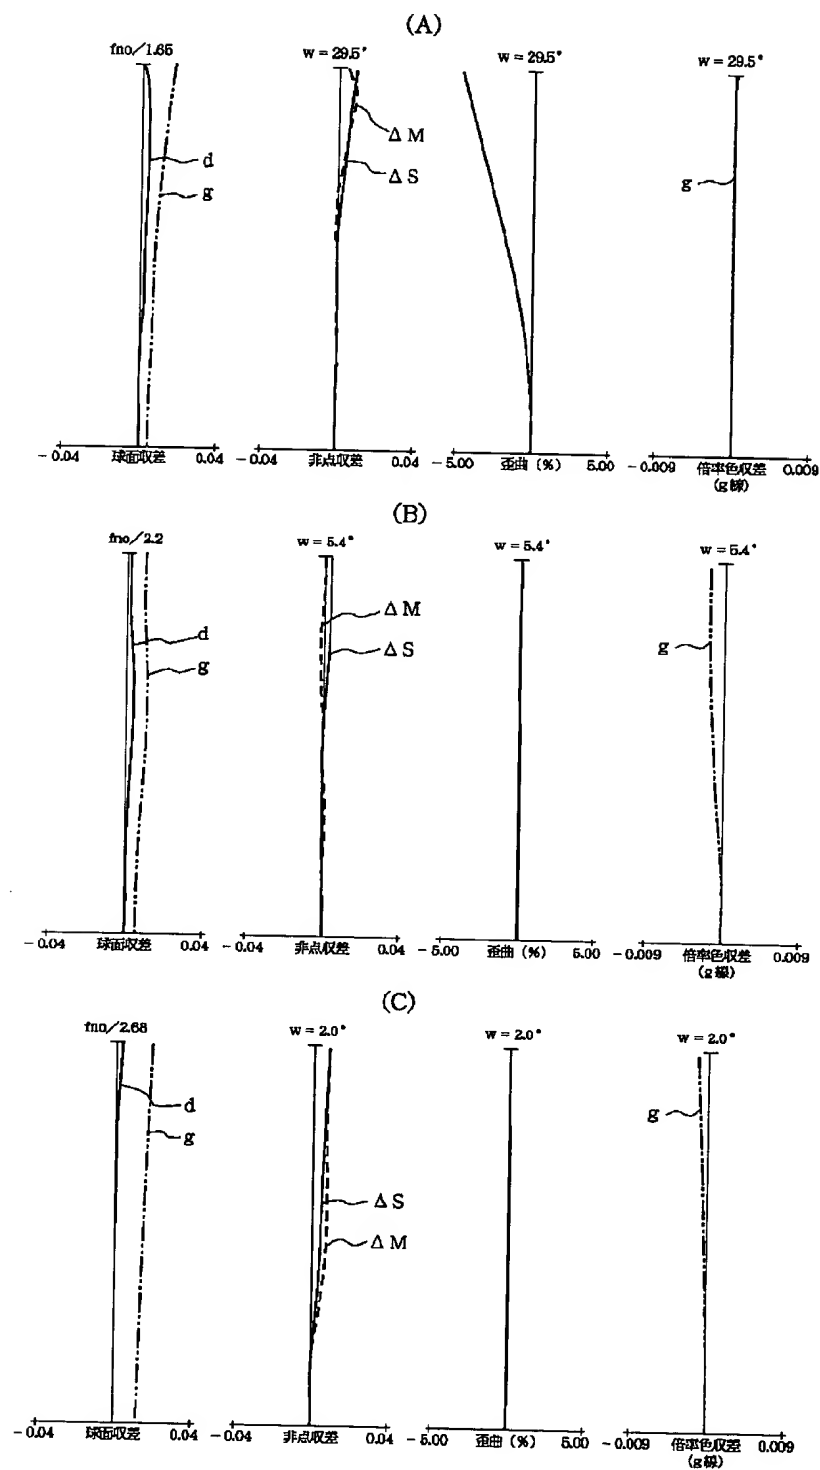 (A)
fno/1.65
w = 29.5°
w = 29.5°
w = 29.5°
ΔM
d
ΔS
g
g
-0.04 球面収差 0.04
-0.04 非点収差 0.04
-5.00 歪曲 (%) 5.00
-0.009 倍率色収差 0.009
(g線)
(B)
fno/2.2
w = 5.4°
w = 5.4°
w = 5.4°
ΔM
d
ΔS
g
g
-0.04 球面収差 0.04
-0.04 非点収差 0.04
-5.00 歪曲 (%) 5.00
-0.009 倍率色収差 0.009
(g線)
(C)
fno/2.68
w = 2.0°
w = 2.0°
w = 2.0°
d
g
g
ΔS
ΔM
-0.04 球面収差 0.04
-0.04 非点収差 0.04
-5.00 歪曲 (%) 5.00
-0.009 倍率色収差 0.009
(g線)